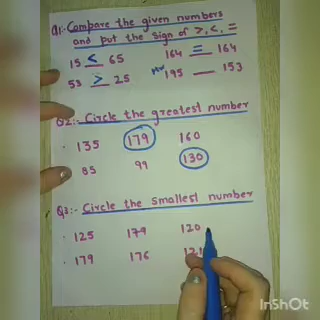 Q1:- Compare the given numbers
and put the sign of >, <, =
15 < 65 164 = 164
53 > 25 195 __ 153
Q2:- Circle the greatest number
135 179 160
85 99 130
Q3:- Circle the smallest number
125 179 120
179 176
InShot